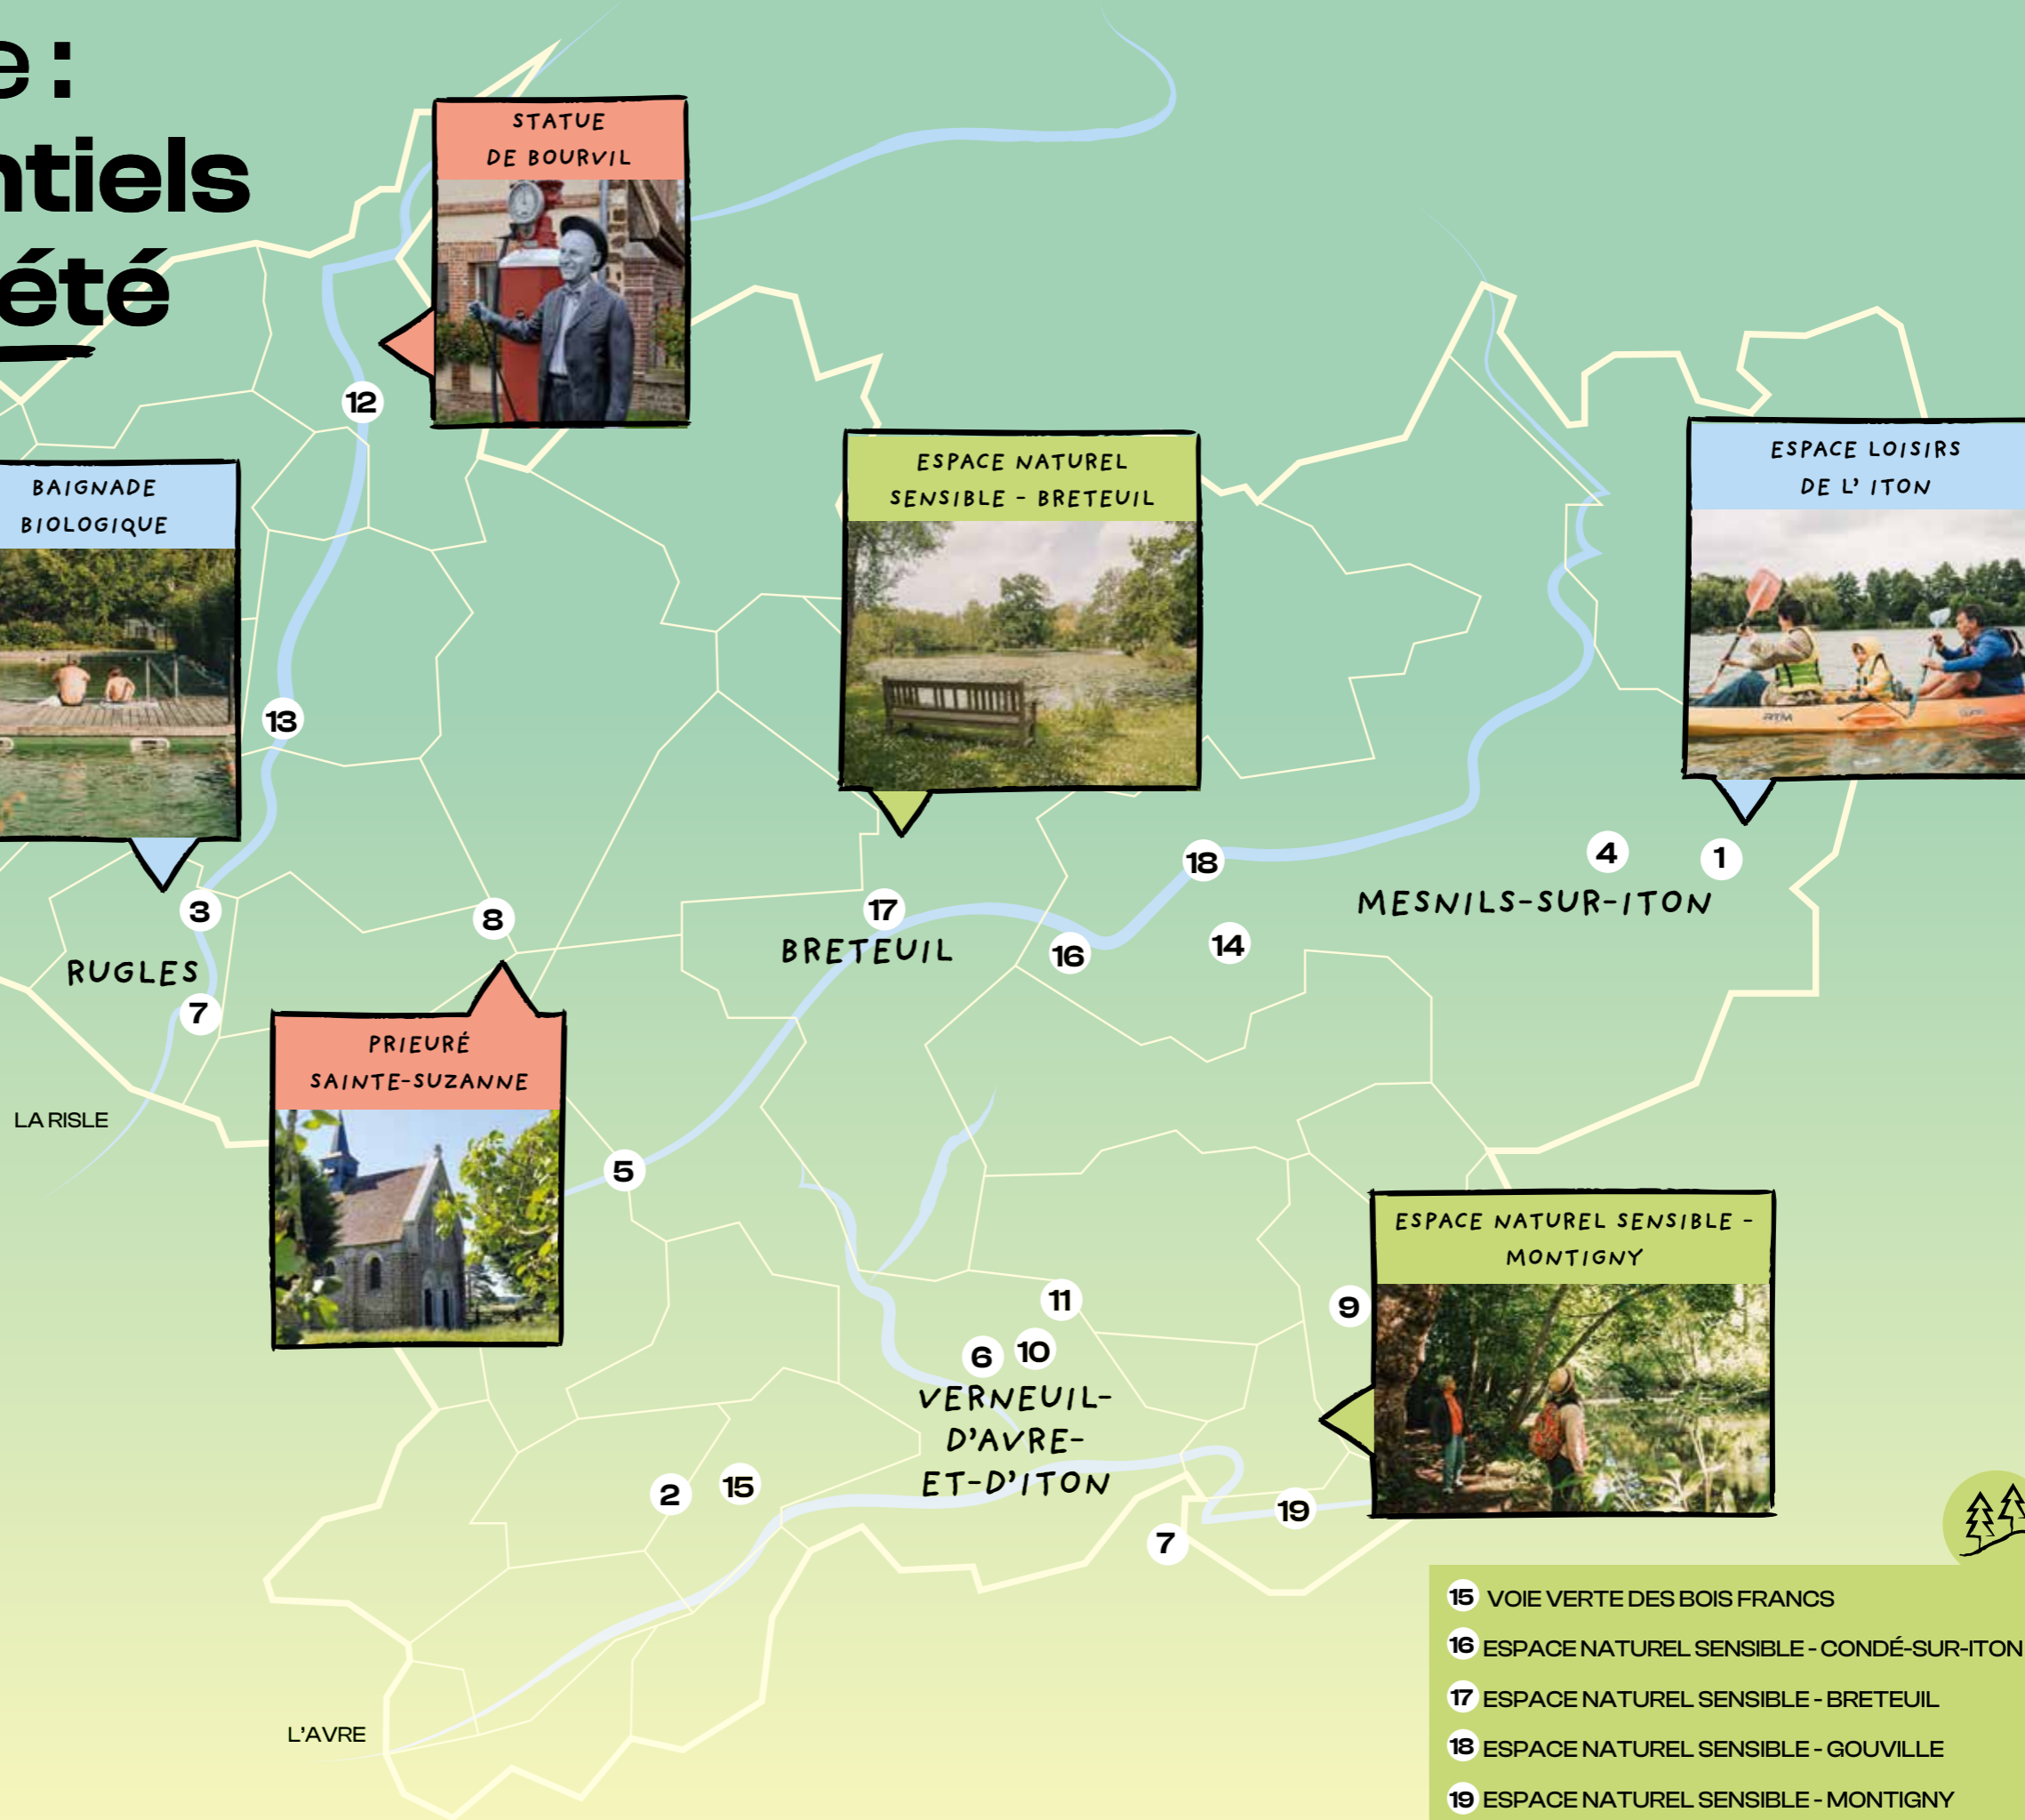 e :
ntiels
été
STATUE
DE BOURVIL
12
BAIGNADE
BIOLOGIQUE
ESPACE NATUREL
SENSIBLE - BRETEUIL
ESPACE LOISIRS
DE L' ITON
RTM
13
18
4
1
MESNILS-SUR-ITON
3
8
17
BRETEUIL
16
14
RUGLES
7
PRIEURÉ
SAINTE-SUZANNE
LA RISLE
5
ESPACE NATUREL SENSIBLE -
MONTIGNY
9
11
6
10
VERNEUIL-
D'AVRE-
ET-D'ITON
2
15
19
7
L'AVRE
15 VOIE VERTE DES BOIS FRANCS
16 ESPACE NATUREL SENSIBLE - CONDÉ-SUR-ITON
17 ESPACE NATUREL SENSIBLE - BRETEUIL
18 ESPACE NATUREL SENSIBLE - GOUVILLE
19 ESPACE NATUREL SENSIBLE - MONTIGNY